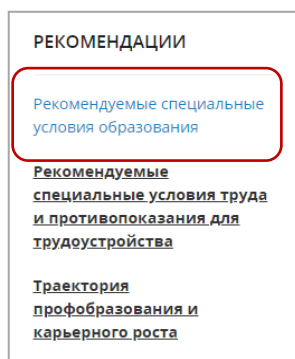 РЕКОМЕНДАЦИИ
Рекомендуемые специальные
условия образования
Рекомендуемые
специальные условия труда
и противопоказания для
трудоустройства
Траектория
профобразования и
карьерного роста